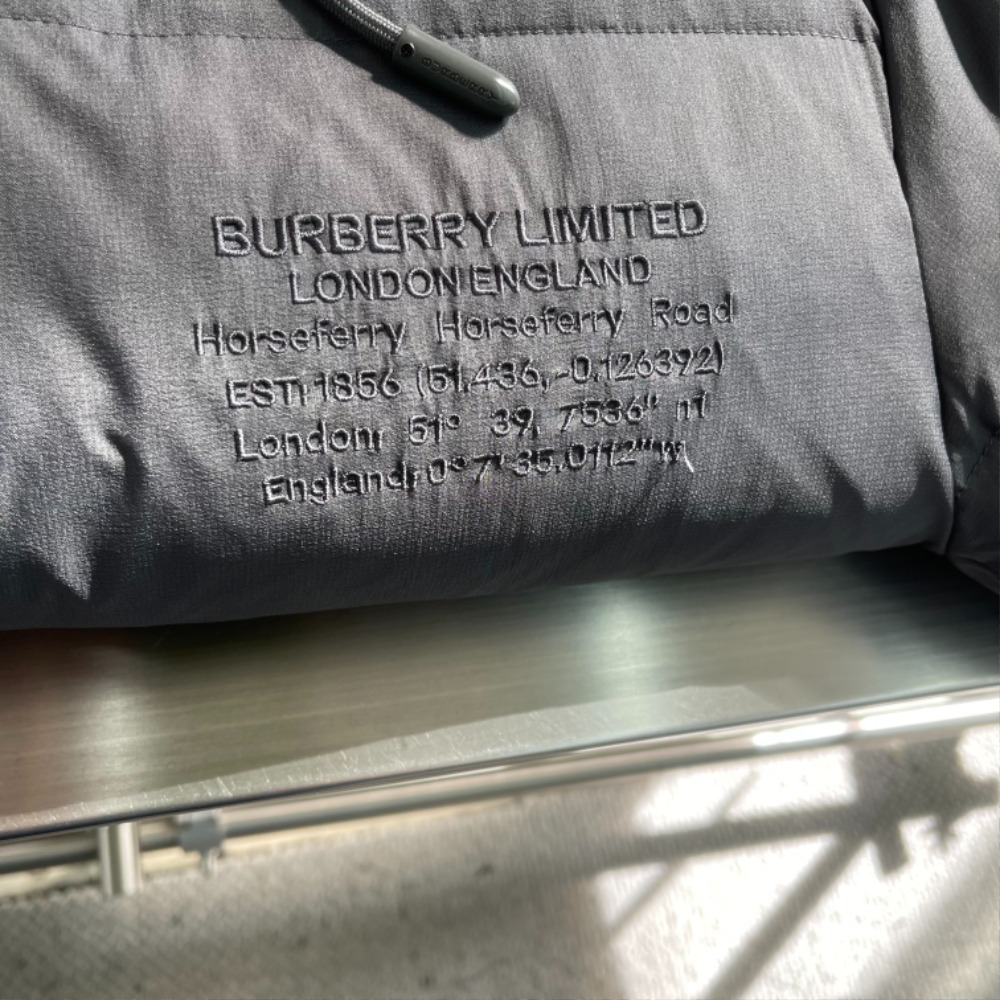 BURBERRY
BURBERRY LIMITED
LONDON ENGLAND
Horseferry Horseferry Road
EST: 1856 (51.436,-0.126392)
London: 51° 39, 7536" n
England: 0° 7' 35.0112" w